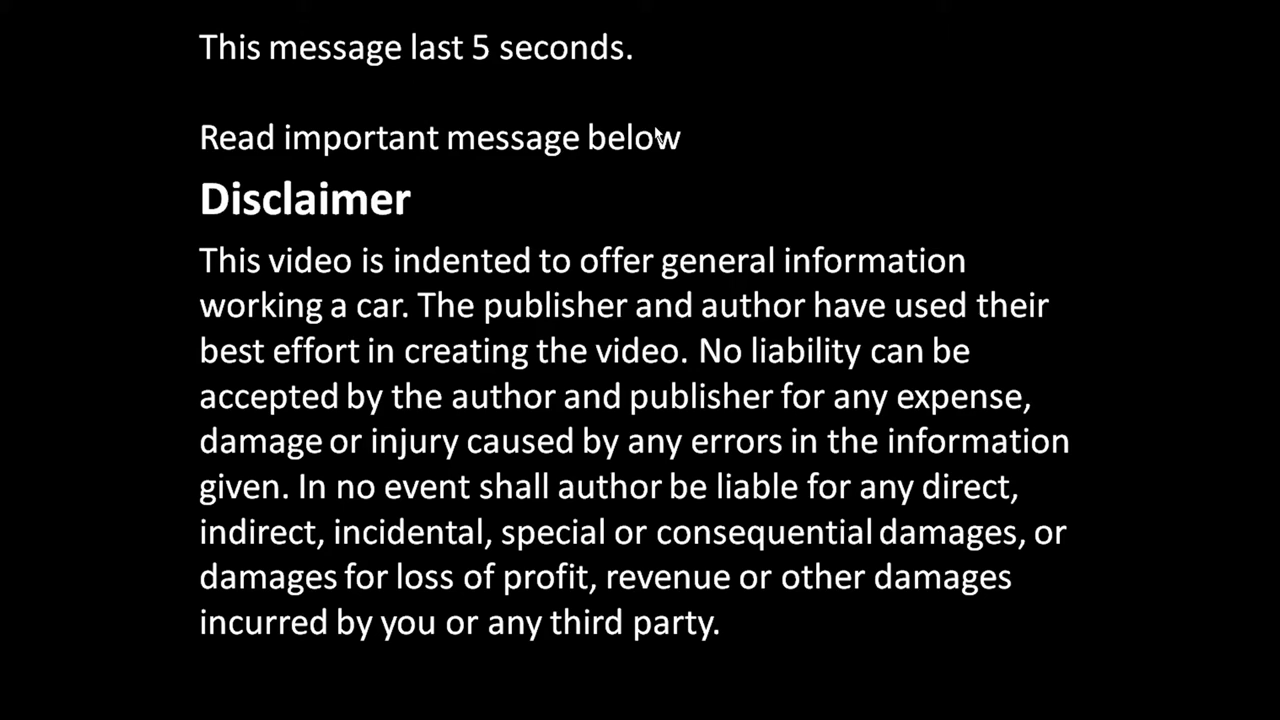 This message last 5 seconds.
Read important message below
Disclaimer
This video is indented to offer general information
working a car. The publisher and author have used their
best effort in creating the video. No liability can be
accepted by the author and publisher for any expense,
damage or injury caused by any errors in the information
given. In no event shall author be liable for any direct,
indirect, incidental, special or consequential damages, or
damages for loss of profit, revenue or other damages
incurred by you or any third party.